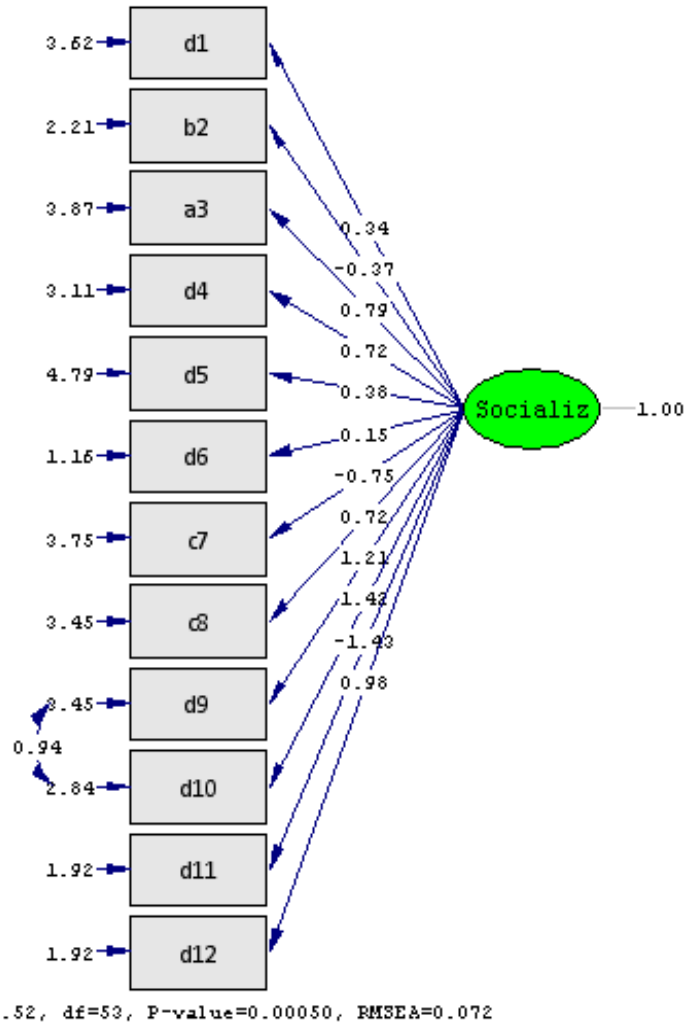 3.62 d1
2.21 b2
3.87 a3
0.34
-0.37
3.11 d4
0.79
0.72
4.79 d5
0.38
Socializ 1.00
0.15
1.16 d6
-0.75
0.72
3.75 c7
1.21
1.42
3.45 c8
-1.43
0.98
3.45 d9
0.94
2.84 d10
1.92 d11
1.92 d12
.52, df=53, P-value=0.00050, RMSEA=0.072